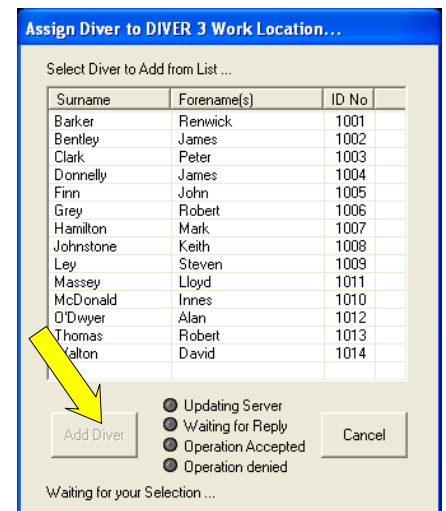 Assign Diver to DIVER 3 Work Location...
Select Diver to Add from List ...
Surname Forename(s) ID No
Barker Renwick 1001
Bentley James 1002
Clark Peter 1003
Donnelly James 1004
Finn John 1005
Grey Robert 1006
Hamilton Mark 1007
Johnstone Keith 1008
Ley Steven 1009
Massey Lloyd 1011
McDonald Innes 1010
O'Dwyer Alan 1012
Thomas Robert 1013
Walton David 1014
Updating Server
Waiting for Reply
Add Diver
Cancel
Operation Accepted
Operation denied
Waiting for your Selection ...